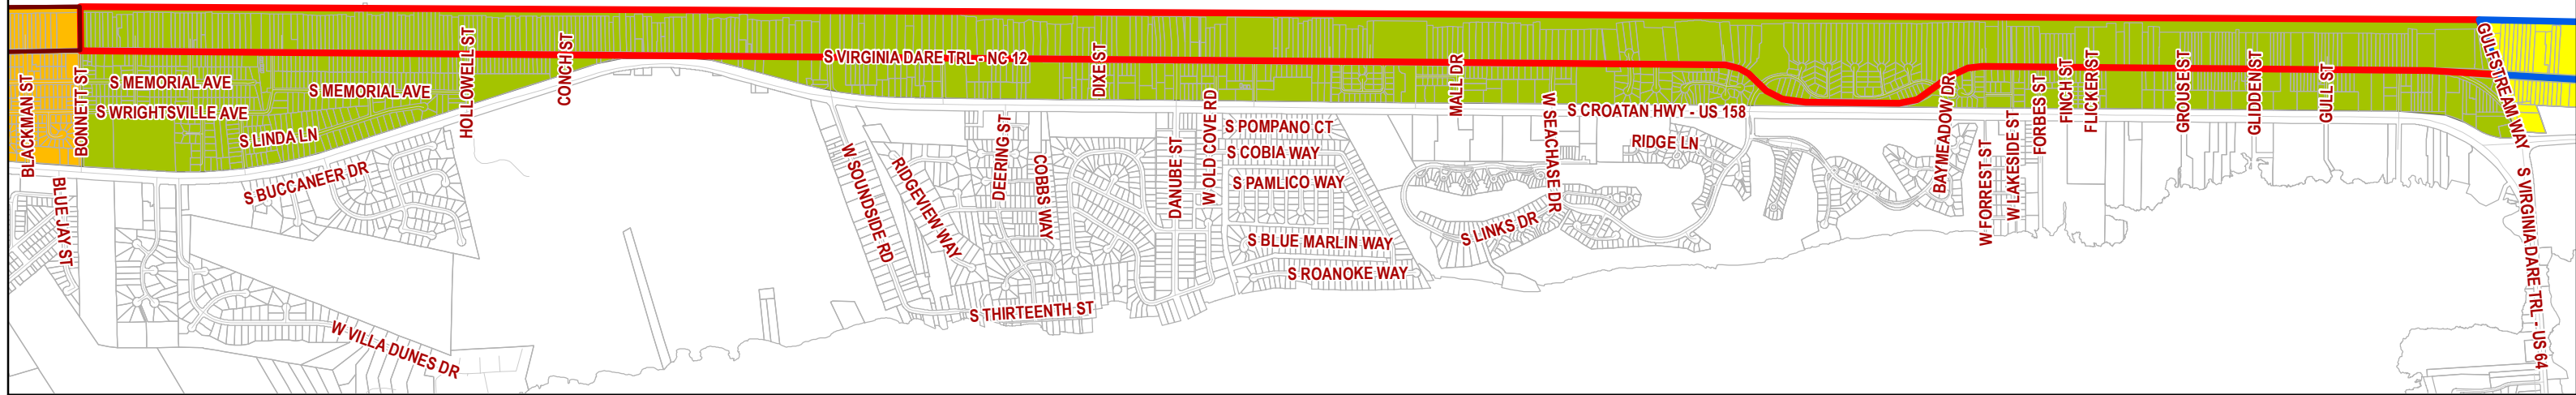 BLACKMAN ST
BONNETT ST
S MEMORIAL AVE
S WRIGHTSVILLE AVE
S LINDA LN
S MEMORIAL AVE
HOLLOWELL ST
CONCH ST
S BUCCANEER DR
BLUE JAY ST
W VILLA DUNES DR
S VIRGINIA DARE TRL - NC 12
W SOUNDSIDE RD
RIDGEVIEW WAY
DEERING ST
COBBS WAY
DIXE ST
S THIRTEENTH ST
DANUBE ST
W OLD COVE RD
S POMPANO CT
S COBIA WAY
S PAMLICO WAY
S BLUE MARLIN WAY
S ROANOKE WAY
MALL DR
W SEACHASE DR
S LINKS DR
S CROATAN HWY - US 158
RIDGE LN
BAYMEADOW DR
W FORREST ST
W LAKESIDE ST
FORBES ST
FINCH ST
FLICKER ST
GROUSE ST
GLIDDEN ST
GULL ST
GULFSTREAM WAY
S VIRGINIA DARE TRL - US 64